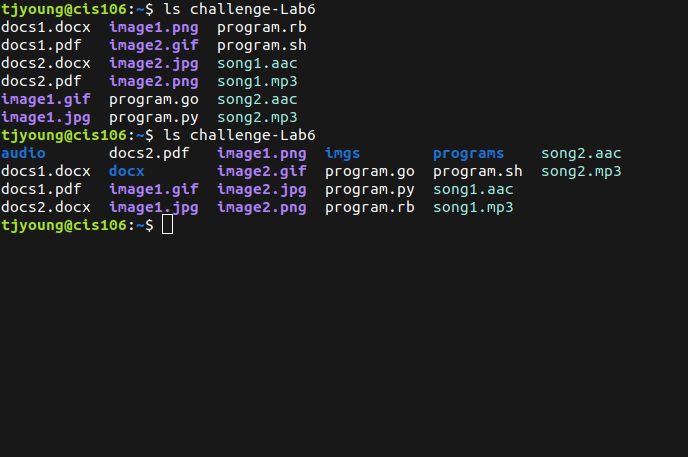 tjyoung@cis106:~$ ls challenge-Lab6
docs1.docx  image1.png  program.rb
docs1.pdf   image2.gif  program.sh
docs2.docx  image2.jpg  song1.aac
docs2.pdf   image2.png  song1.mp3
image1.gif  program.go  song2.aac
image1.jpg  program.py  song2.mp3
tjyoung@cis106:~$ ls challenge-Lab6
audio       docs2.pdf   image1.png  imgs        programs    song2.aac
docs1.docx  docx        image2.gif  program.go  program.sh  song2.mp3
docs1.pdf   image1.gif  image2.jpg  program.py  song1.aac
docs2.docx  image1.jpg  image2.png  program.rb  song1.mp3
tjyoung@cis106:~$